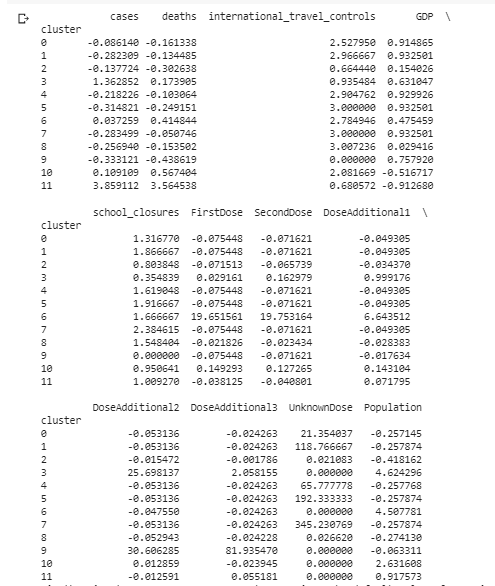 cases deaths international_travel_controls GDP \
cluster
0 -0.086140 -0.161338 2.527950 0.914865
1 -0.282309 -0.134485 2.966667 0.932501
2 -0.137724 -0.302638 0.664440 0.154026
3 1.362852 0.173905 0.935484 0.631047
4 -0.218226 -0.103064 2.904762 0.929926
5 -0.314821 -0.249151 3.000000 0.932501
6 0.037259 0.414844 2.784946 0.475459
7 -0.283499 -0.050746 3.000000 0.932501
8 -0.256940 -0.153502 3.007236 0.029416
9 -0.333121 -0.438619 0.000000 0.757920
10 0.109109 0.567404 2.081669 -0.516717
11 3.859112 3.564538 0.680572 -0.912680
school_closures FirstDose SecondDose DoseAdditional1 \
cluster
0 1.316770 -0.075448 -0.071621 -0.049305
1 1.866667 -0.075448 -0.071621 -0.049305
2 0.803848 -0.071513 -0.065739 -0.034370
3 0.354839 0.029161 0.162979 0.999176
4 1.619048 -0.075448 -0.071621 -0.049305
5 1.916667 -0.075448 -0.071621 -0.049305
6 1.666667 19.651561 19.753164 6.643512
7 2.384615 -0.075448 -0.071621 -0.049305
8 1.548404 -0.021826 -0.023434 -0.028383
9 0.000000 -0.075448 -0.071621 -0.017634
10 0.950641 0.149293 0.127265 0.143104
11 1.009270 -0.038125 -0.040801 0.071795
DoseAdditional2 DoseAdditional3 UnknownDose Population
cluster
0 -0.053136 -0.024263 21.354037 -0.257145
1 -0.053136 -0.024263 118.766667 -0.257874
2 -0.015472 -0.001786 0.021083 -0.418162
3 25.698137 2.058155 0.000000 4.624296
4 -0.053136 -0.024263 65.777778 -0.257768
5 -0.053136 -0.024263 192.333333 -0.257874
6 -0.047550 -0.024263 0.000000 4.507781
7 -0.053136 -0.024263 345.230769 -0.257874
8 -0.052943 -0.024228 0.026620 -0.274130
9 30.606285 81.935470 0.000000 -0.063311
10 0.012859 -0.023945 0.000000 2.631608
11 -0.012591 0.055181 0.000000 0.917573